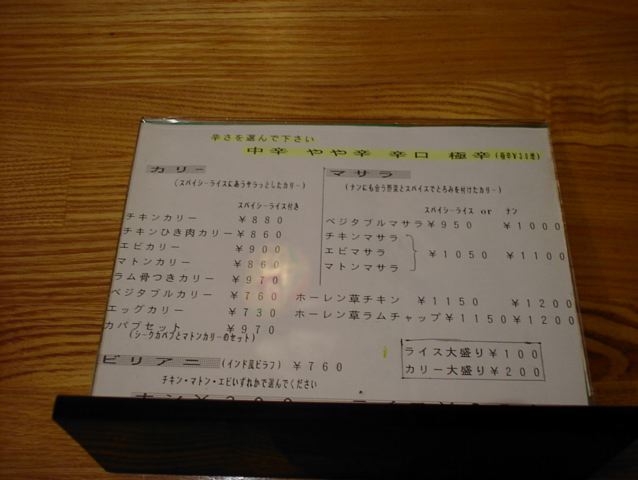 辛さを選んで下さい
中辛 やや辛 辛口 極辛
カリー
(スパイシーライスにあうサラっとしたカリー)
スパイシーライス付き
チキンカリー ¥880
チキンひき肉カリー ¥860
エビカリー ¥900
マトンカリー ¥860
ラム骨つきカリー ¥970
ベジタブルカリー ¥760
エッグカリー ¥730
カバブセット ¥970
(シークカバブとマトンカリーのセット)
マサラ
(ナンにも合う野菜とスパイスでとろみを付けたカリー)
スパイシーライス or ナン
ベジタブルマサラ ¥950 ¥1000
チキンマサラ
エビマサラ ¥1050 ¥1100
マトンマサラ
ホーレン草チキン ¥1150 ¥1200
ホーレン草ラムチャップ ¥1150 ¥1200
ライス大盛り ¥100
カリー大盛り ¥200
ビリアニ (インド風ピラフ) ¥760
チキン・マトン・エビいずれかで選んでください